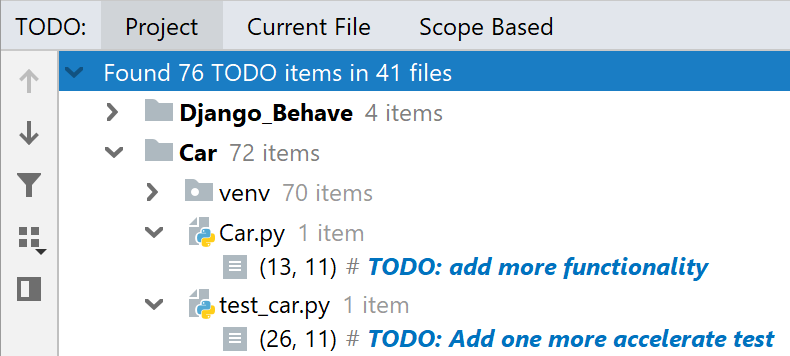 TODO: Project Current File Scope Based
Found 76 TODO items in 41 files
Django_Behave 4 items
Car 72 items
venv 70 items
Car.py 1 item
(13, 11) # TODO: add more functionality
test_car.py 1 item
(26, 11) # TODO: Add one more accelerate test